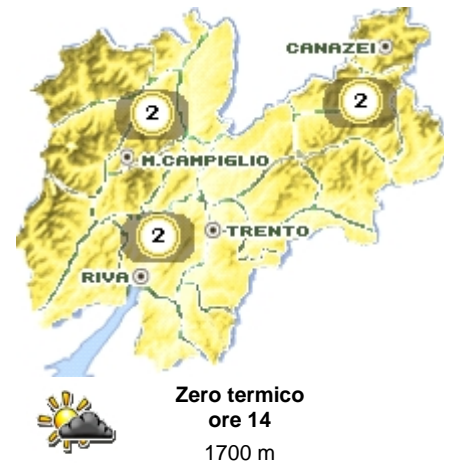 CANAZEI
2
2
M.CAMPIGLIO
2
TRENTO
RIVA
Zero termico
ore 14
1700 m